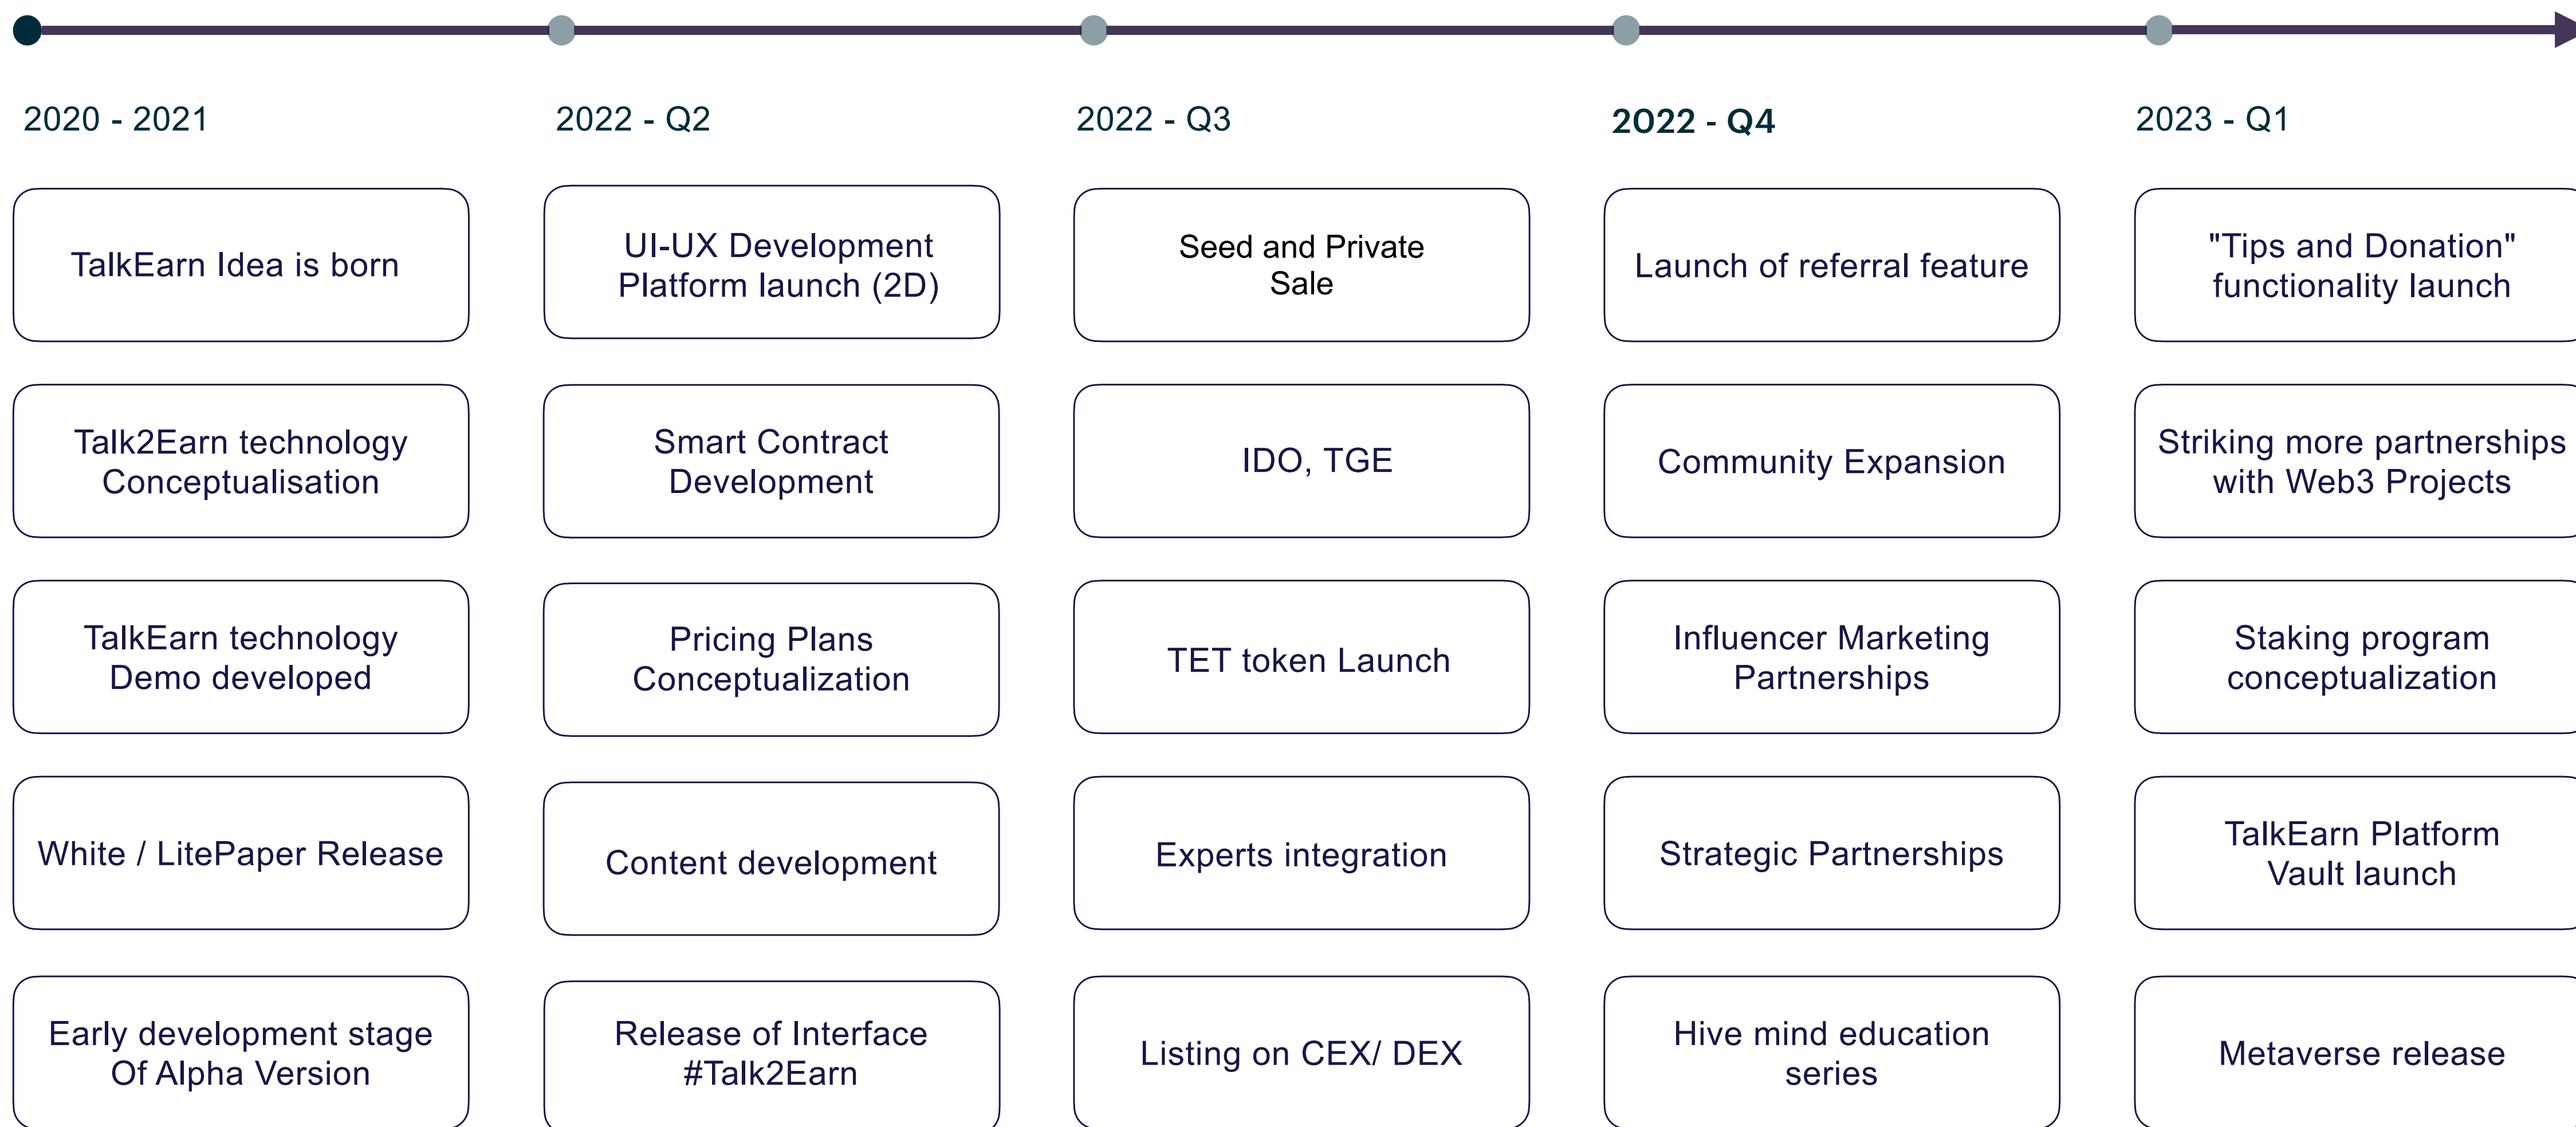 2020 - 2021
2022 - Q2
2022 - Q3
2022 - Q4
2023 - Q1
TalkEarn Idea is born
UI-UX Development
Platform launch (2D)
Seed and Private
Sale
Launch of referral feature
"Tips and Donation"
functionality launch
Talk2Earn technology
Conceptualisation
Smart Contract
Development
IDO, TGE
Community Expansion
Striking more partnerships
with Web3 Projects
TalkEarn technology
Demo developed
Pricing Plans
Conceptualization
TET token Launch
Influencer Marketing
Partnerships
Staking program
conceptualization
White / LitePaper Release
Content development
Experts integration
Strategic Partnerships
TalkEarn Platform
Vault launch
Early development stage
Of Alpha Version
Release of Interface
#Talk2Earn
Listing on CEX/ DEX
Hive mind education
series
Metaverse release